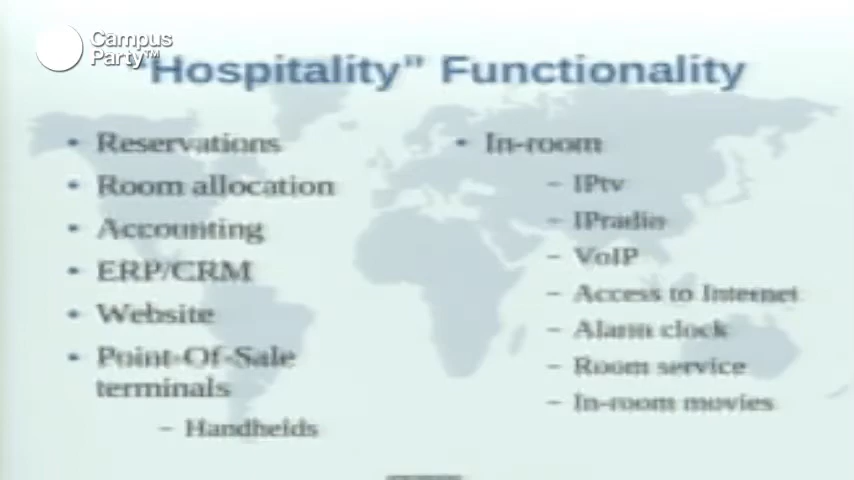 Campus
Party™
"Hospitality" Functionality
• Reservations
• Room allocation
• Accounting
• ERP/CRM
• Website
• Point-Of-Sale
terminals
– Handhelds
• In-room
– IPtv
– IPradio
– VoIP
– Access to Internet
– Alarm clock
– Room service
– In-room movies